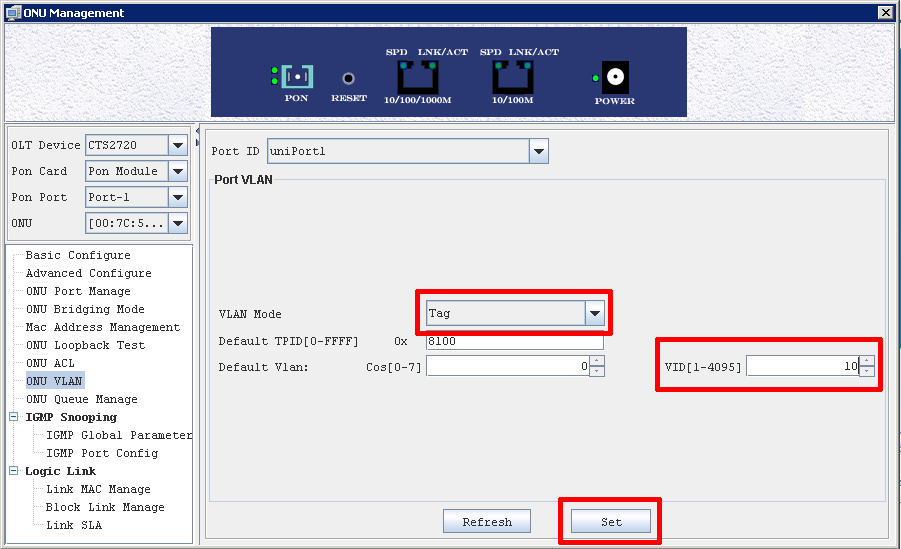 ONU Management
SPD LNK/ACT SPD LNK/ACT
PON RESET 10/100/1000M 10/100M POWER
OLT Device CTS2720
Pon Card Pon Module
Pon Port Port-1
ONU [00:7C:5...
Basic Configure
Advanced Configure
ONU Port Manage
ONU Bridging Mode
Mac Address Management
ONU Loopback Test
ONU ACL
ONU VLAN
ONU Queue Manage
IGMP Snooping
IGMP Global Parameter
IGMP Port Config
Logic Link
Link MAC Manage
Block Link Manage
Link SLA
Port ID uniPort1
Port VLAN
VLAN Mode Tag
Default TPID[0-FFFF] 0x 8100
Default Vlan: Cos[0-7] 0 VID[1-4095] 10
Refresh Set